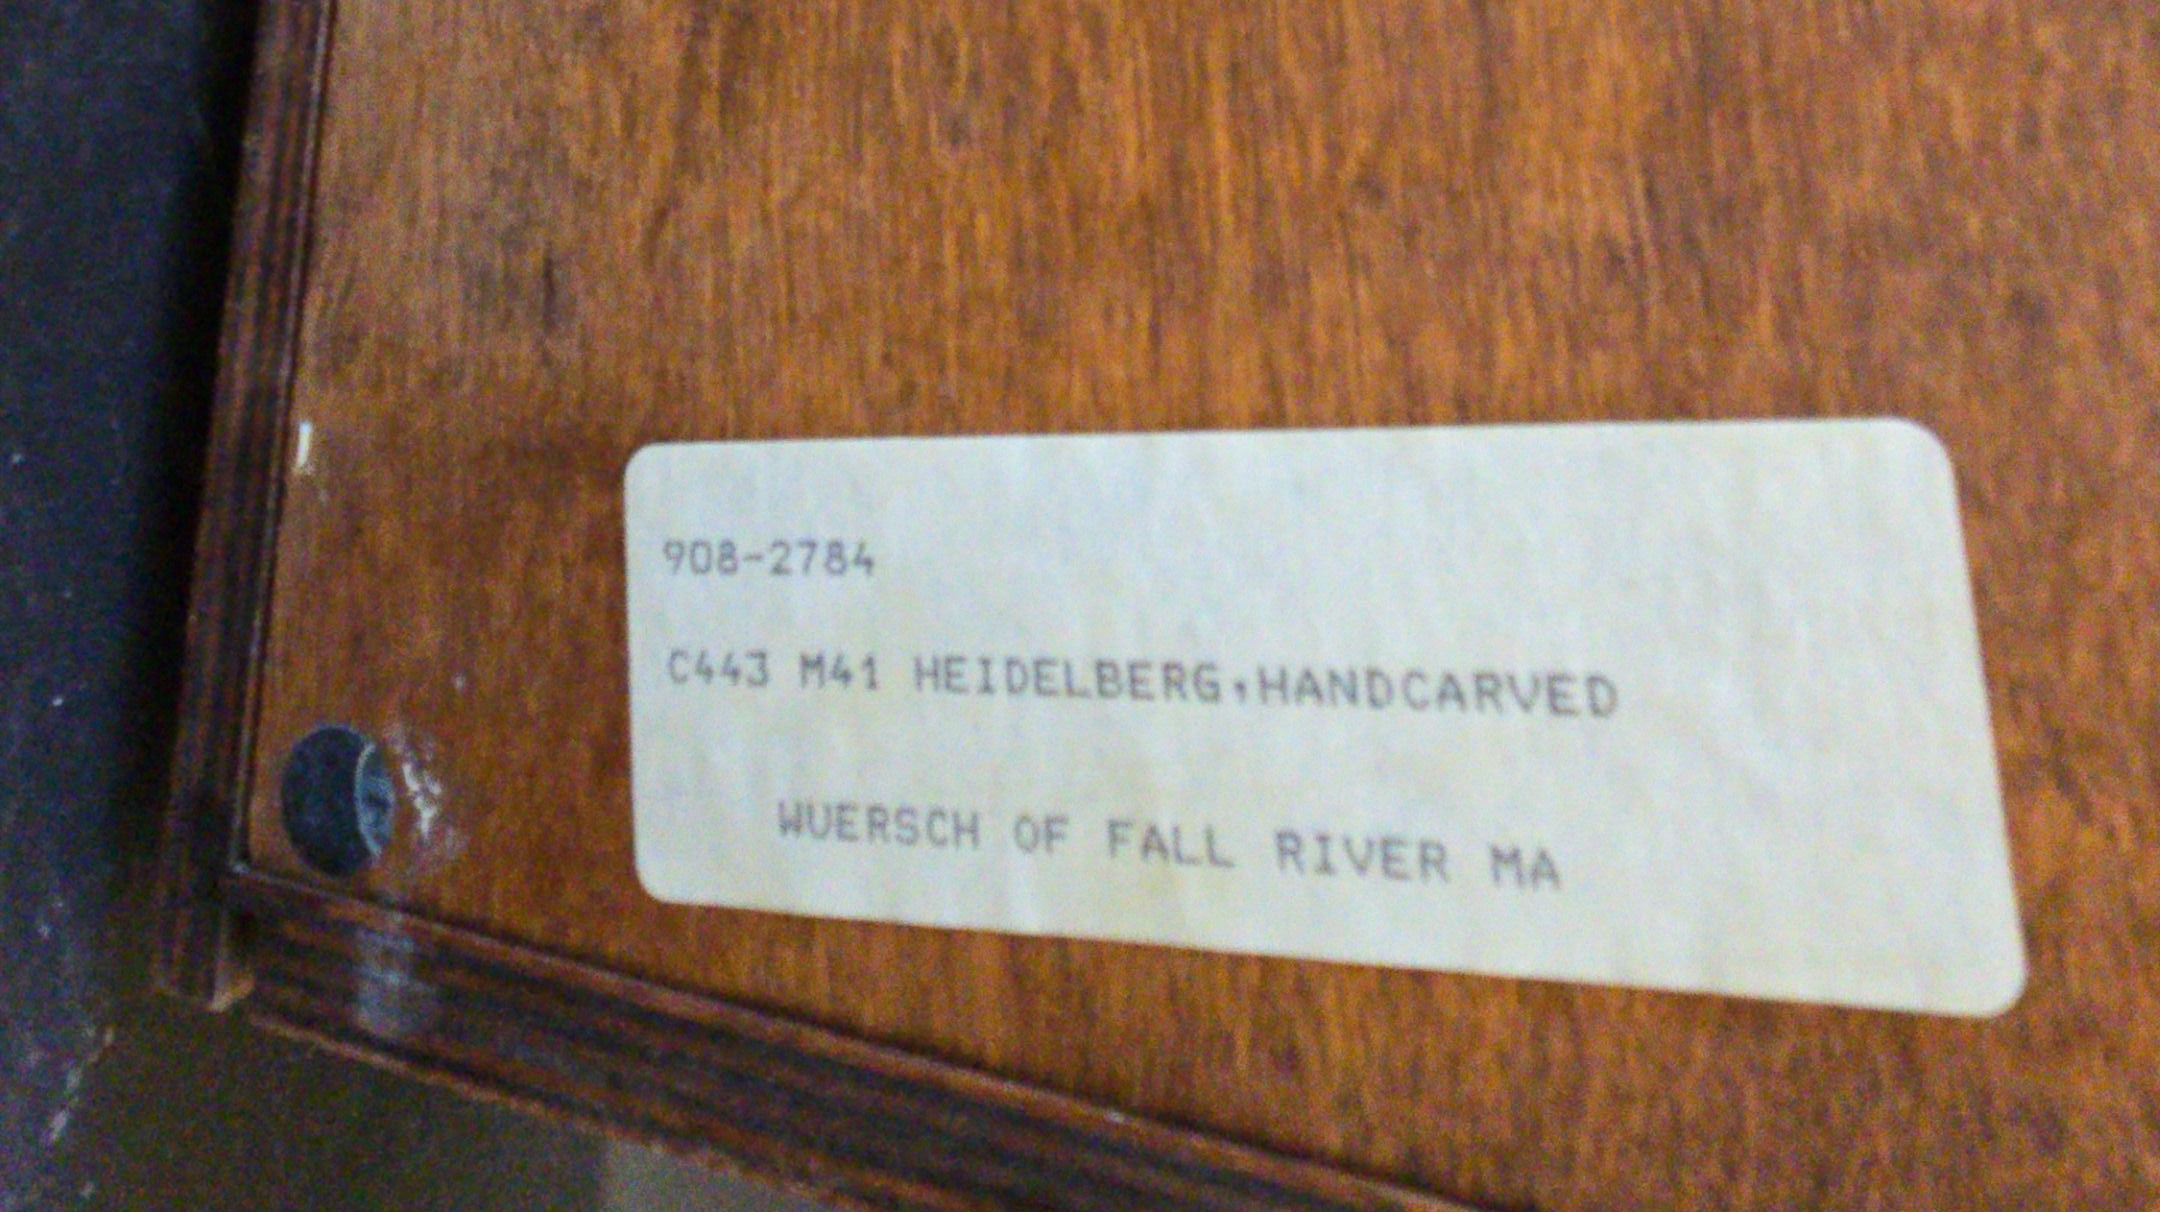 908-2784
C443 M41 HEIDELBERG,HANDCARVED
WUERSCH OF FALL RIVER MA